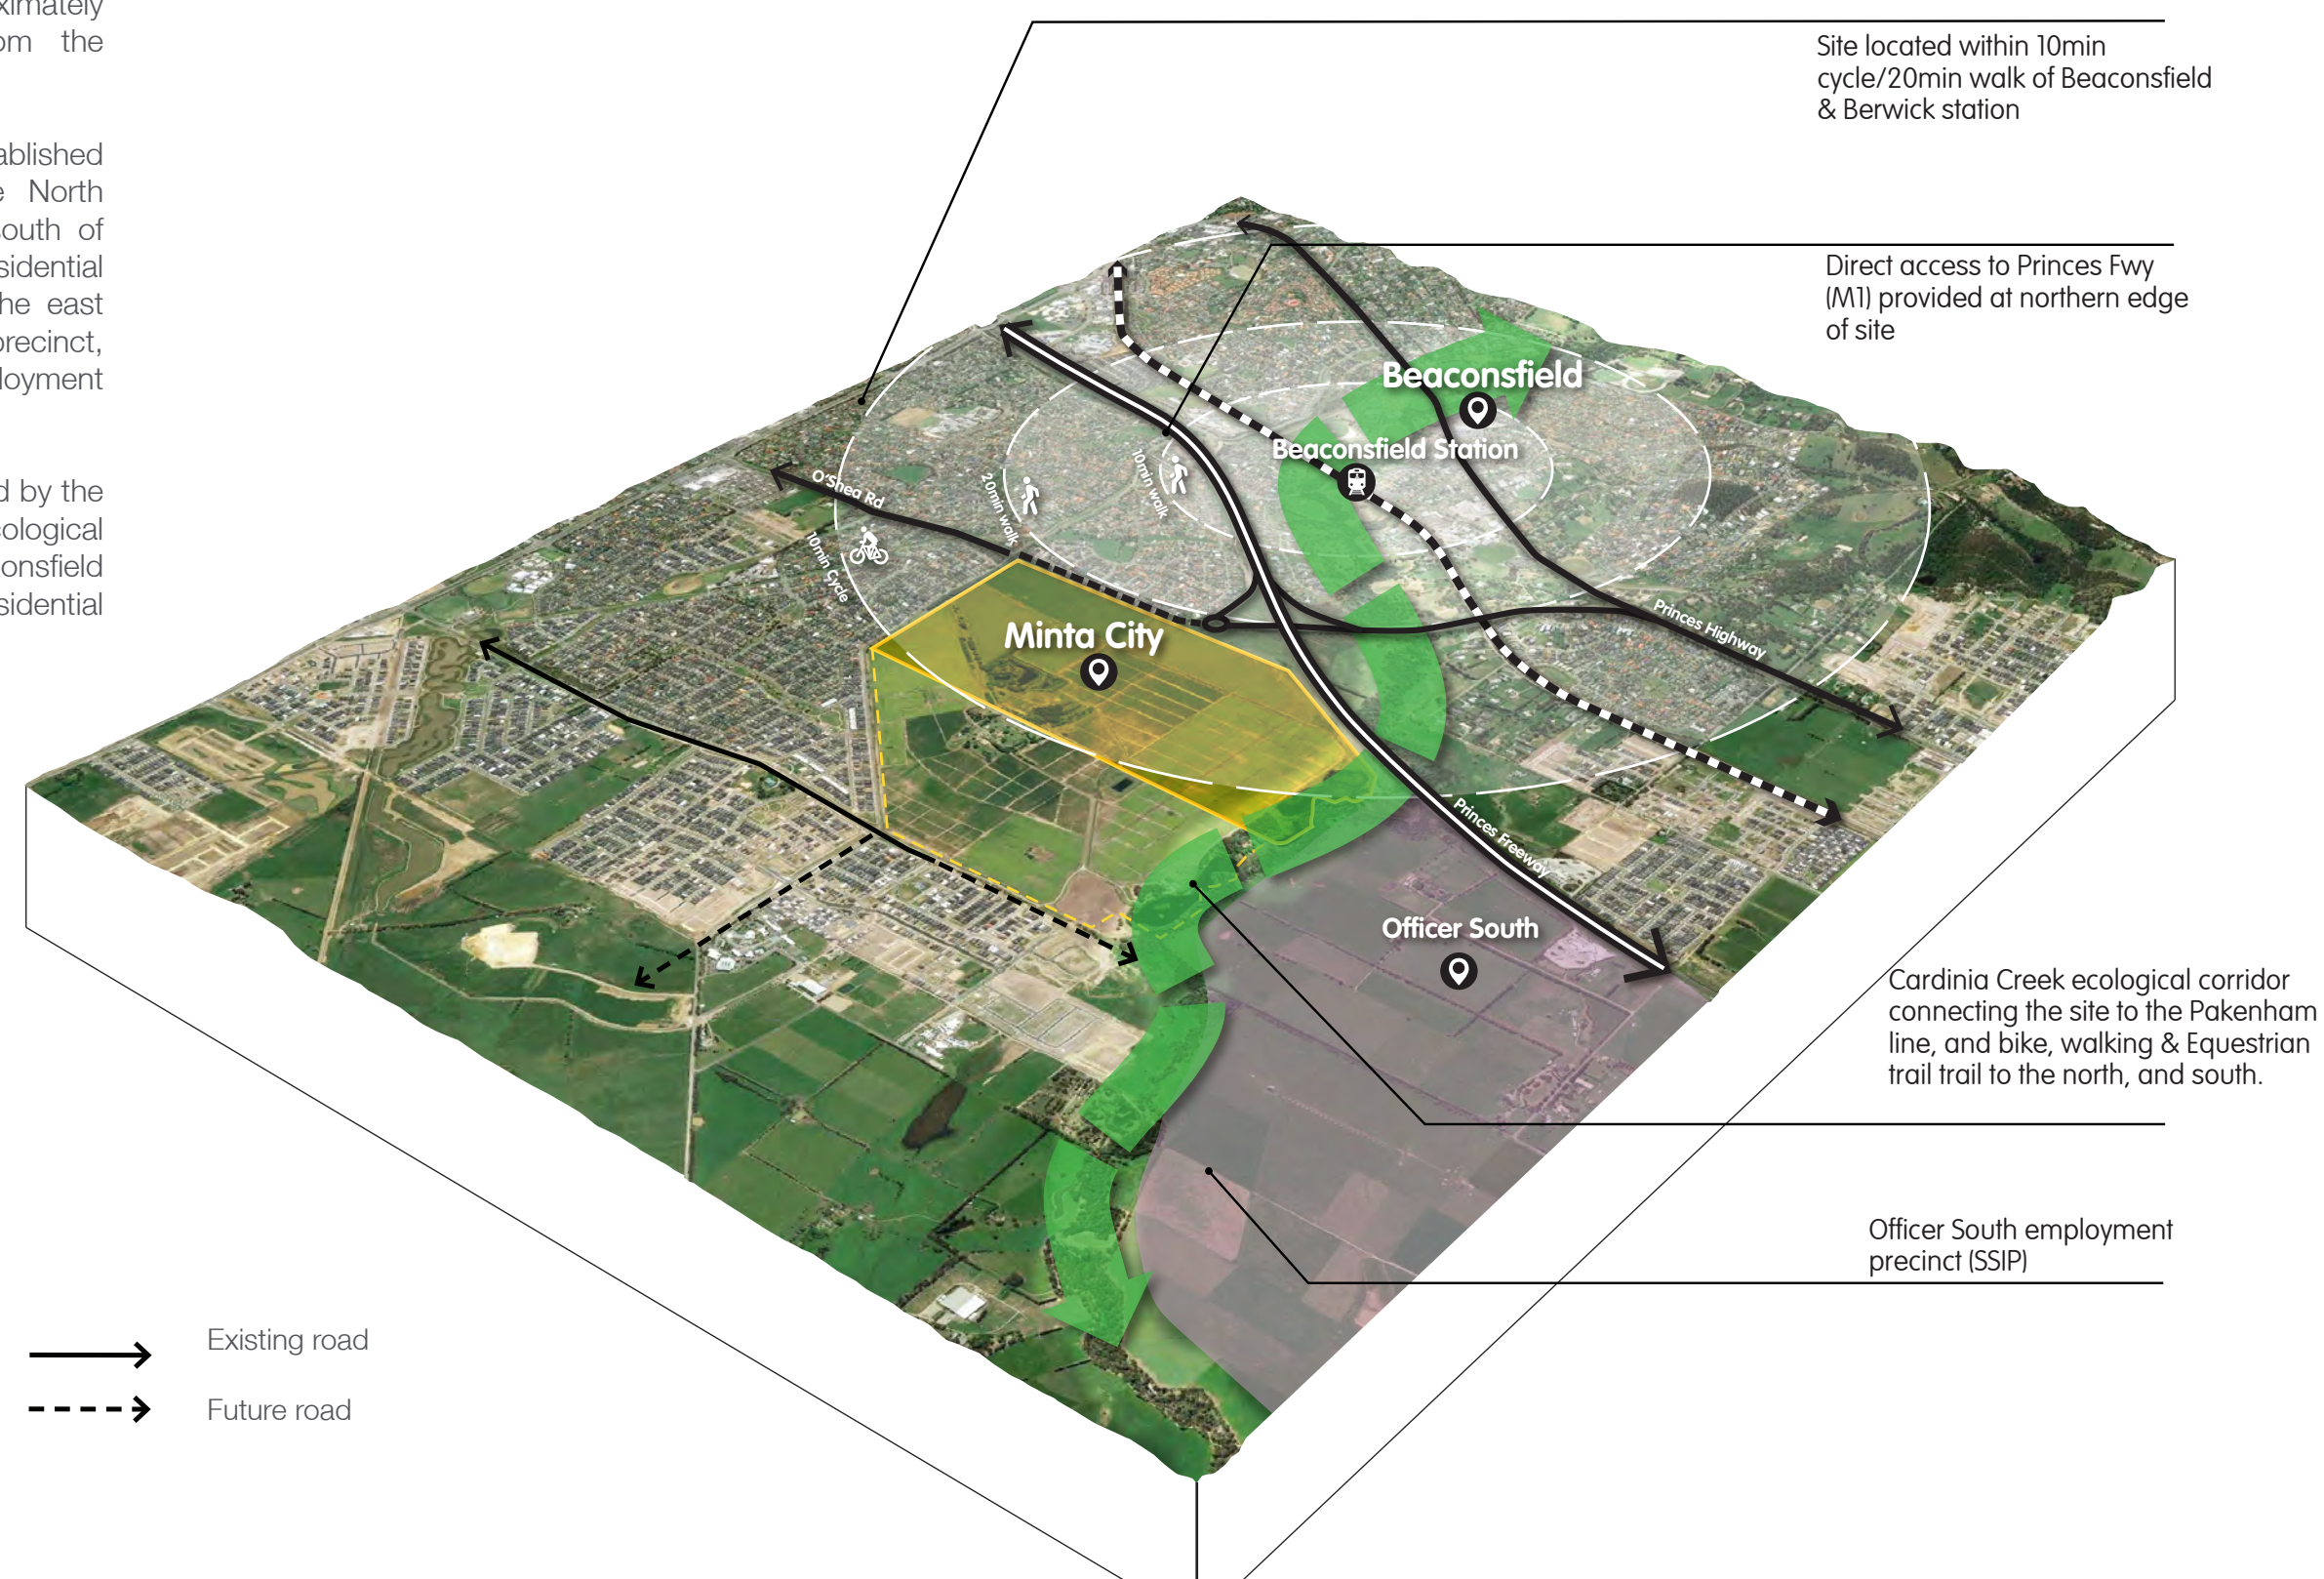 ximately
om the
ablished
e North
south of
sidential
he east
precinct,
loyment
d by the
cological
onsfield
sidential
Site located within 10min
cycle/20min walk of Beaconsfield
& Berwick station
Direct access to Princes Fwy
(M1) provided at northern edge
of site
Beaconsfield
Beaconsfield Station
10min walk
20min walk
O'Shea Rd
10min Cycle
Minta City
Princes Highway
Princes Freeway
Officer South
Cardinia Creek ecological corridor
connecting the site to the Pakenham
line, and bike, walking & Equestrian
trail trail to the north, and south.
Officer South employment
precinct (SSIP)
Existing road
Future road